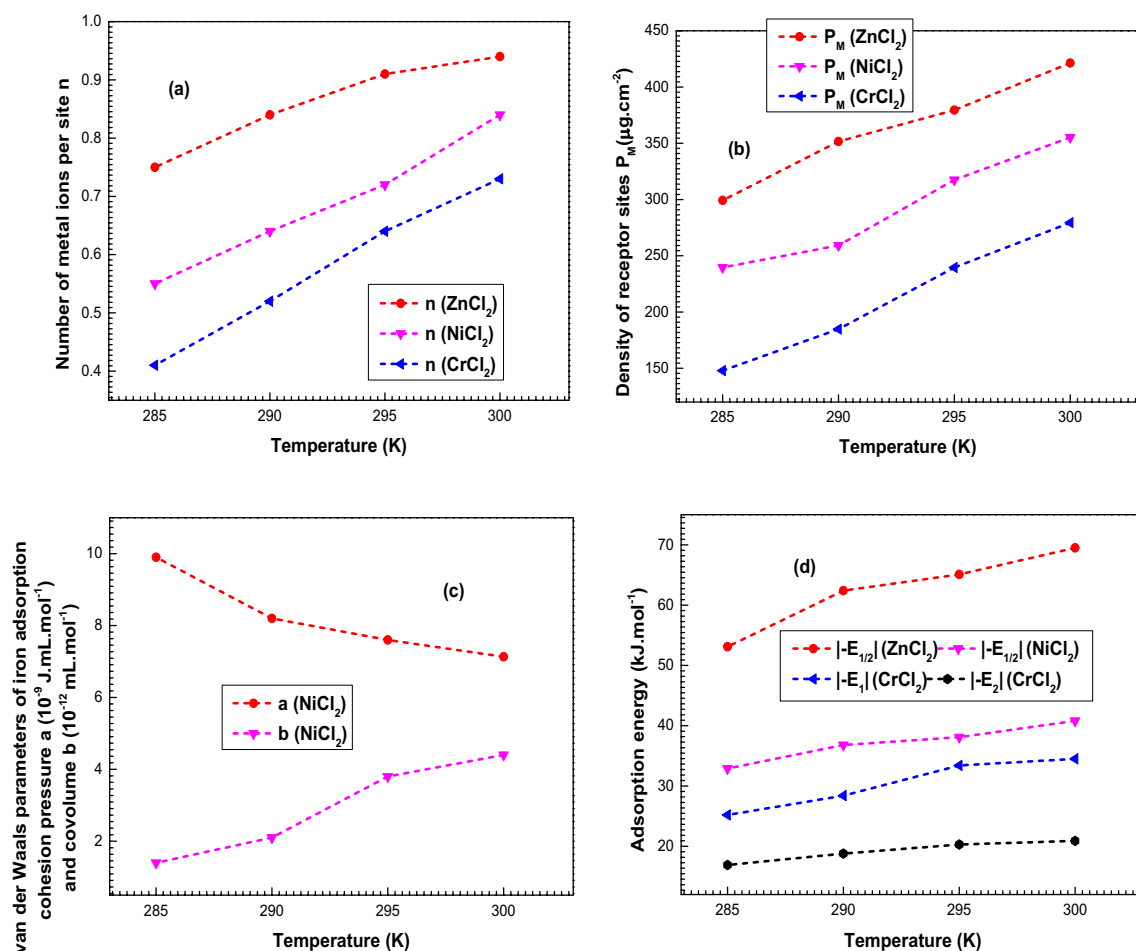 Number of metal ions per site n
1.0
0.9
0.8
0.7
0.6
0.5
0.4
(a)
n (ZnCl₂)
n (NiCl₂)
n (CrCl₂)
285
290
295
300
Temperature (K)
Density of receptor sites P_M (µg.cm⁻²)
450
400
350
300
250
200
150
P_M (ZnCl₂)
P_M (NiCl₂)
P_M (CrCl₂)
(b)
285
290
295
300
Temperature (K)
van der Waals parameters of iron adsorption
cohesion pressure a (10⁻⁹ J.mL.mol⁻¹)
and covolume b (10⁻¹² mL.mol⁻¹)
10
8
6
4
2
(c)
a (NiCl₂)
b (NiCl₂)
285
290
295
300
Temperature (K)
Adsorption energy (kJ.mol⁻¹)
70
60
50
40
30
20
(d)
|-E₁/₂| (ZnCl₂) |-E₁/₂| (NiCl₂)
|-E₁| (CrCl₂) |-E₂| (CrCl₂)
285
290
295
300
Temperature (K)